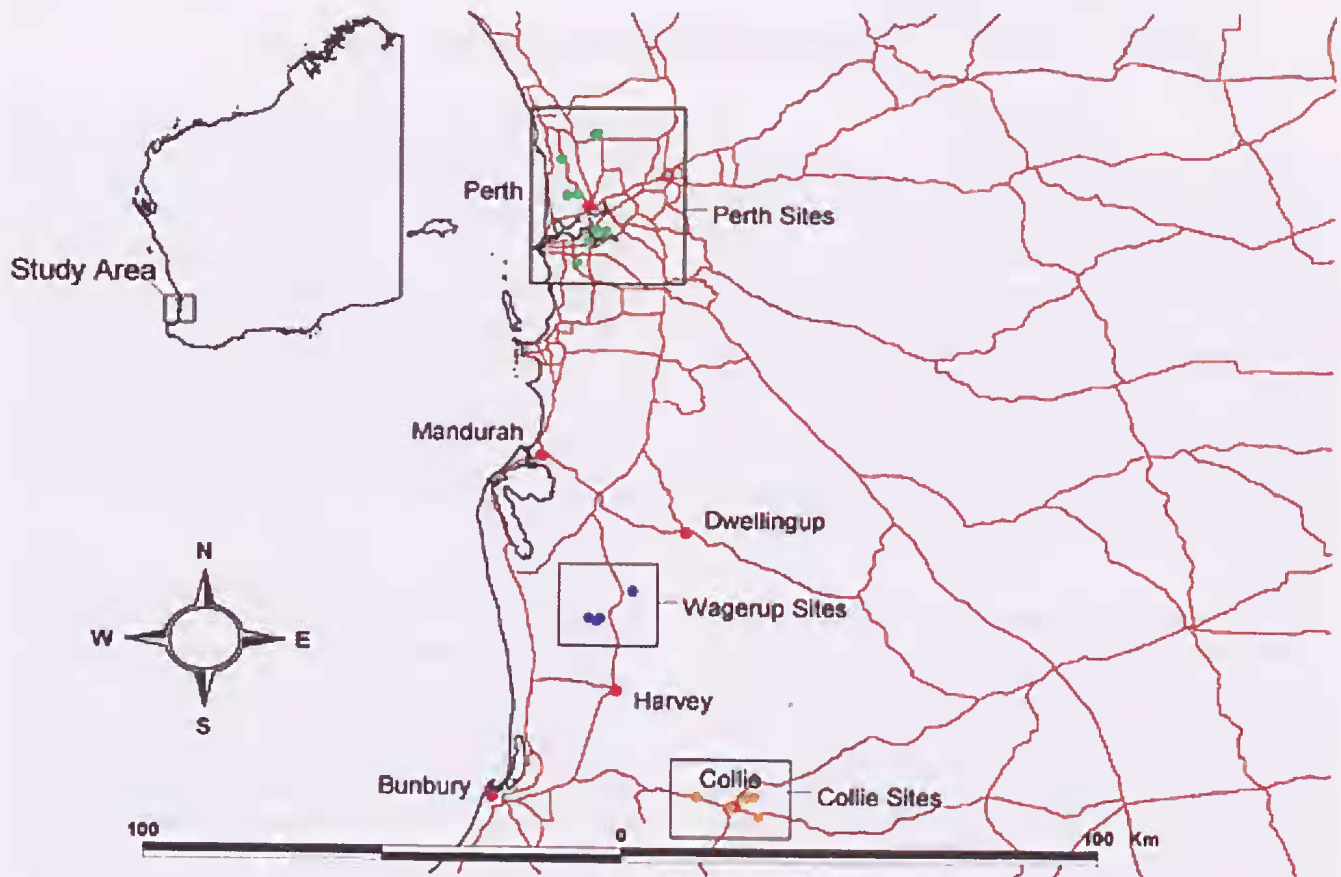 Perth
Perth Sites
Study Area
Mandurah
Dwellingup
N
W
E
S
Wagerup Sites
Harvey
Bunbury
Collie
Collie Sites
100
0
100 Km